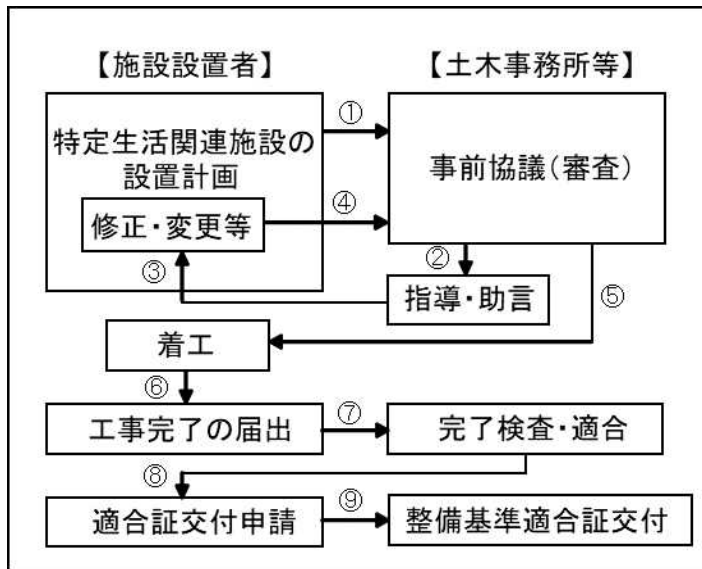 【施設設置者】
【土木事務所等】
特定生活関連施設の
設置計画
①
事前協議(審査)
修正・変更等
④
③
②
指導・助言
⑤
着工
⑥
工事完了の届出
⑦
完了検査・適合
⑧
適合証交付申請
⑨
整備基準適合証交付